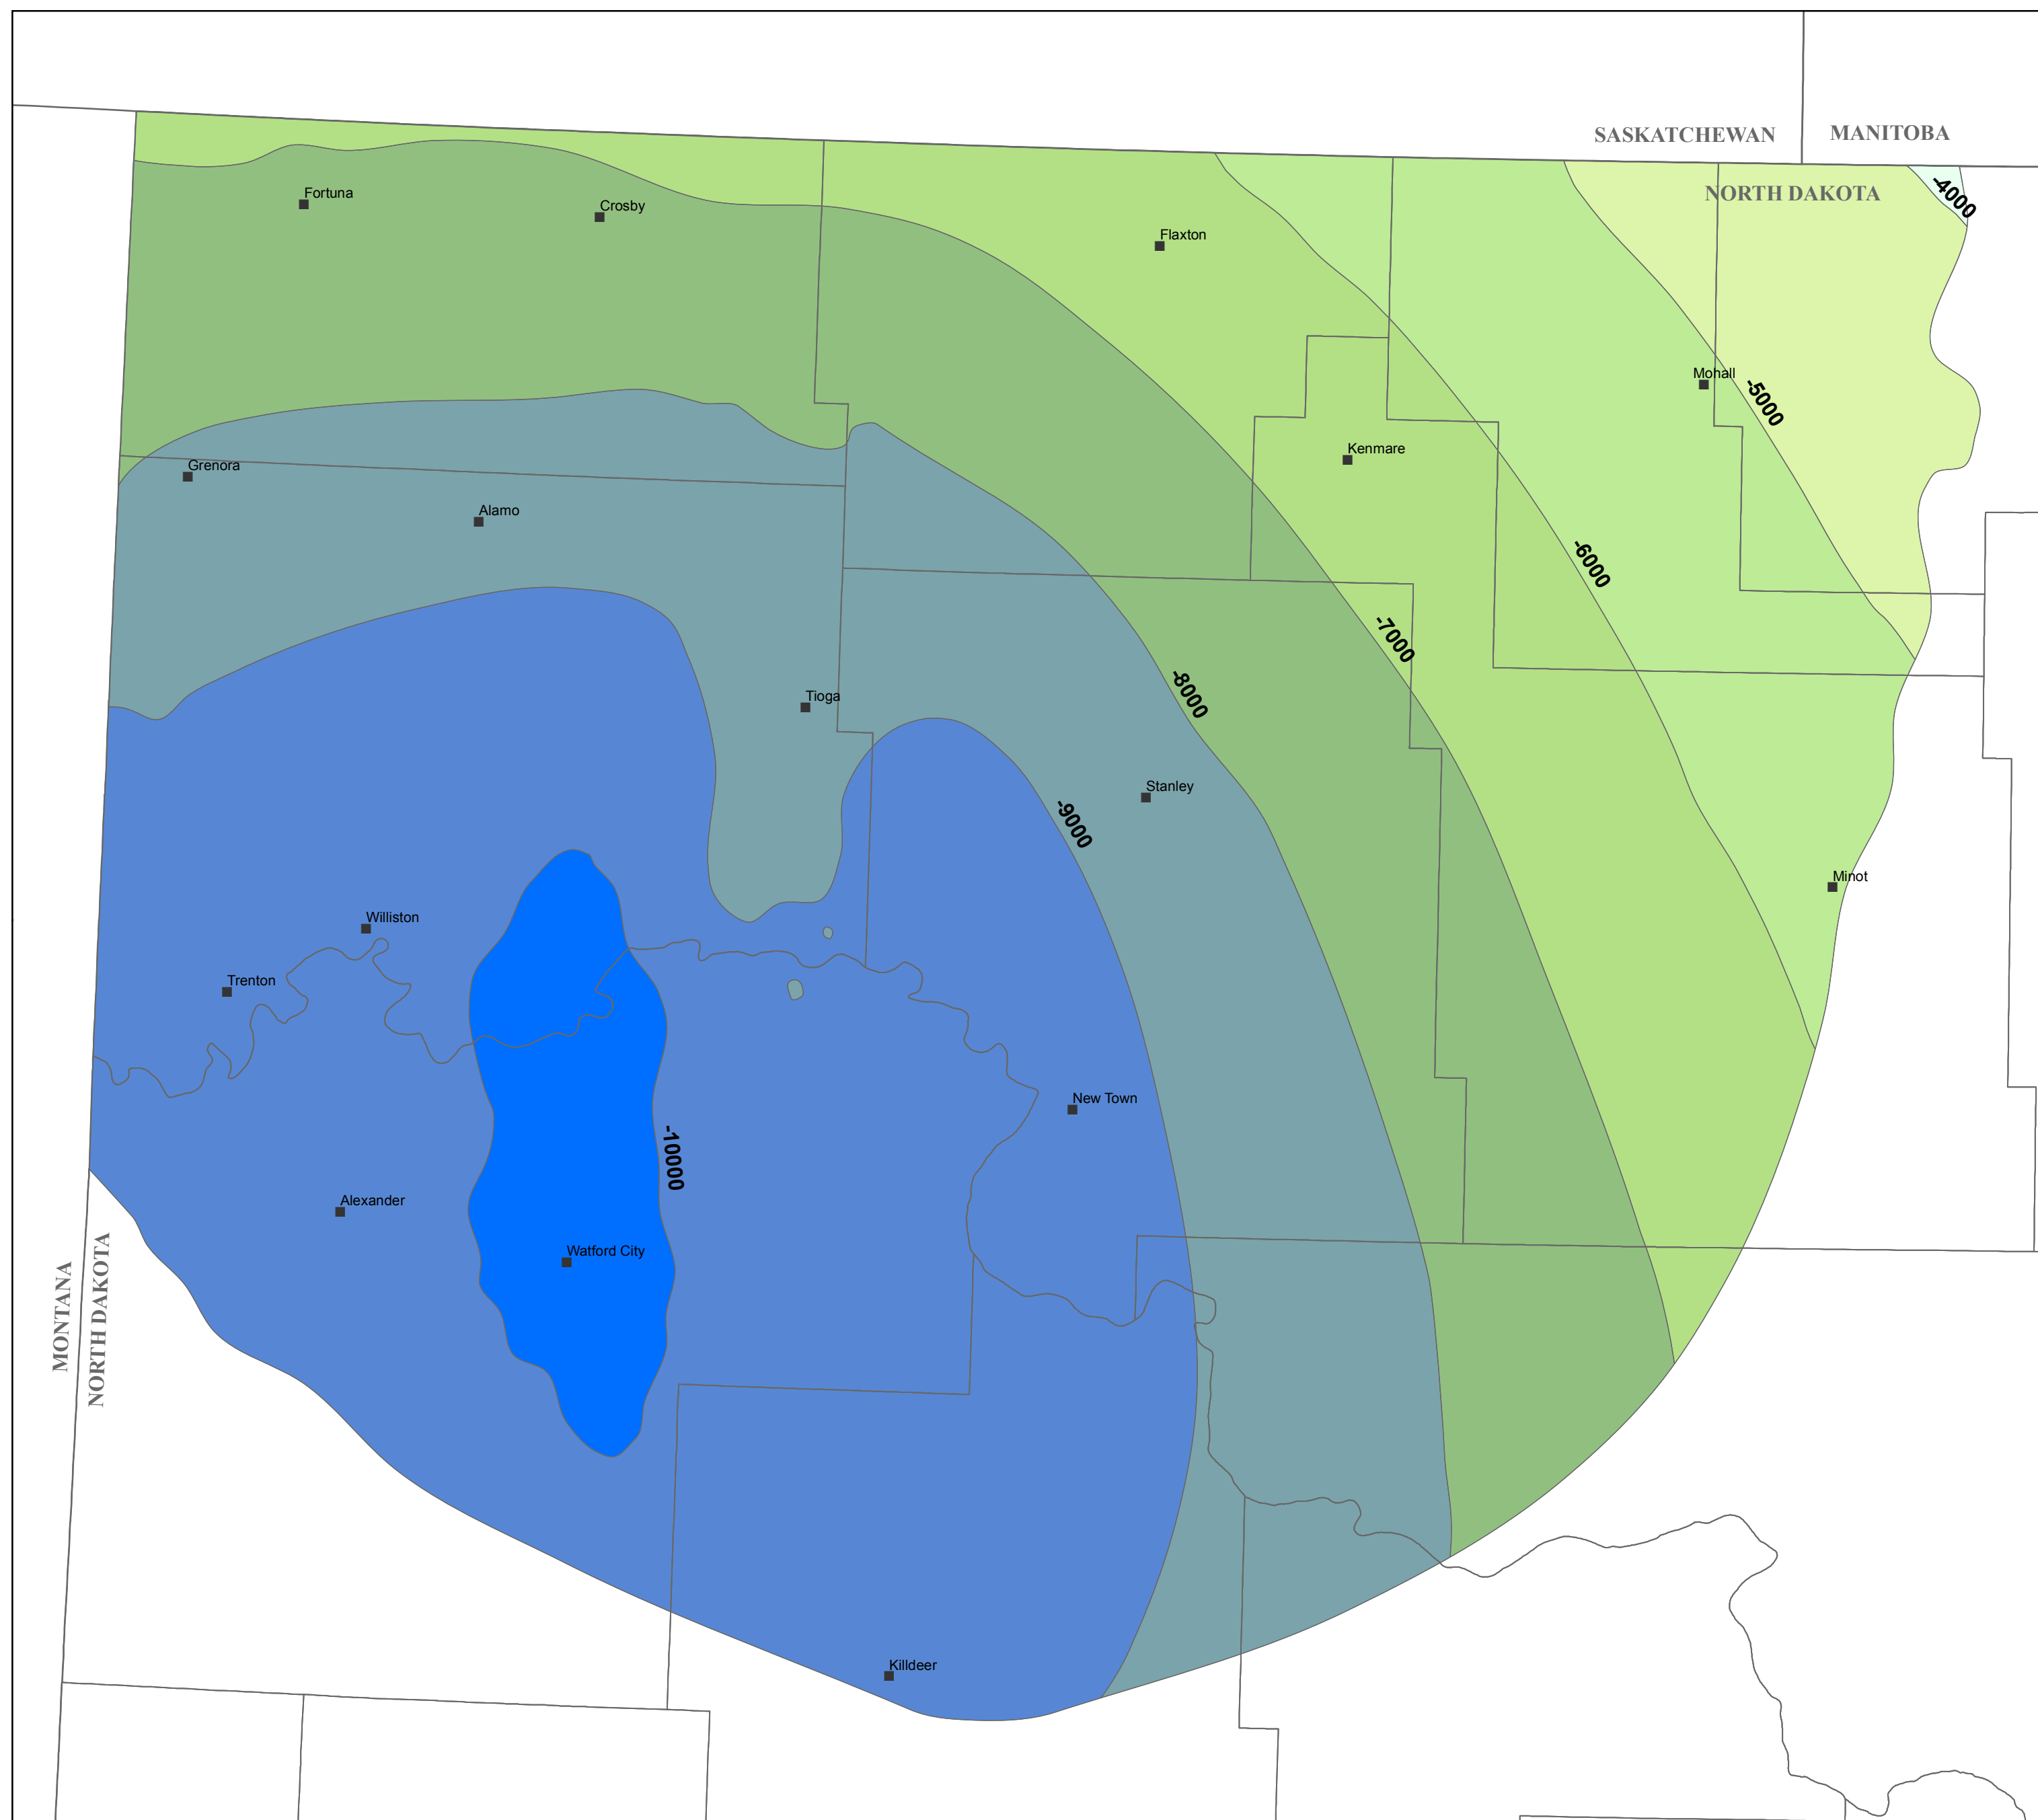 SASKATCHEWAN
MANITOBA
NORTH DAKOTA
-4000
Fortuna
Crosby
Flaxton
Mohall
-5000
Kenmare
Grenora
Alamo
-6000
-7000
-8000
Tioga
Stanley
-9000
Minot
Williston
Trenton
New Town
-10000
Alexander
Watford City
MONTANA
NORTH DAKOTA
Killdeer